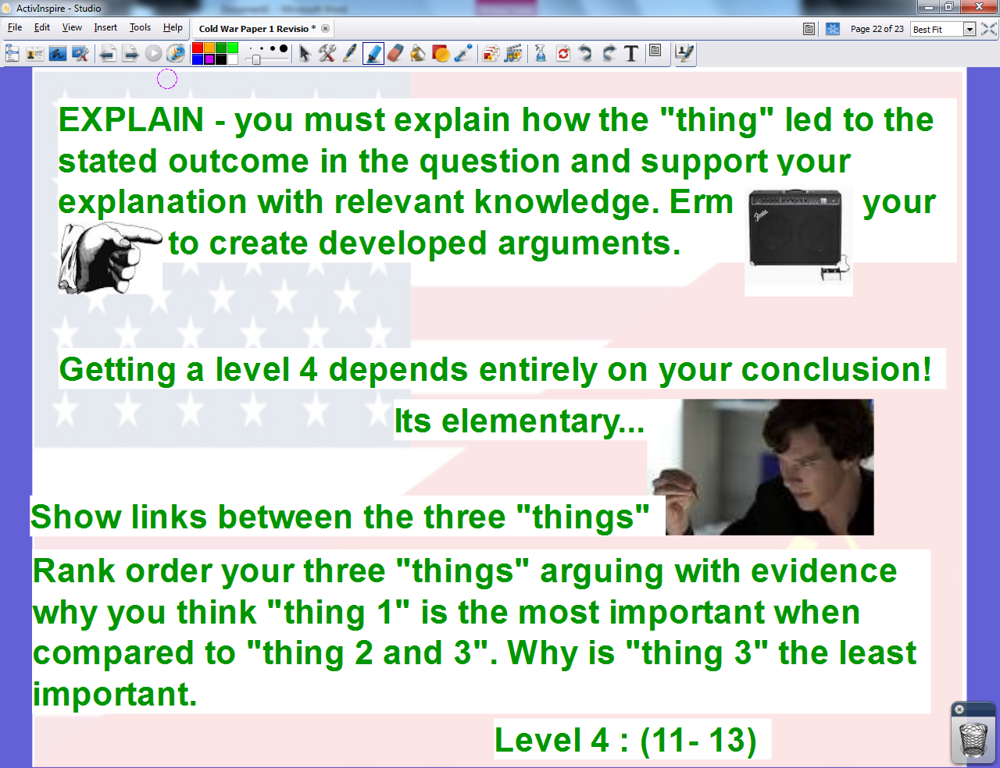 ActivInspire - Studio
File Edit View Insert Tools Help
Cold War Paper 1 Revisio *
Page 22 of 23
Best Fit
EXPLAIN - you must explain how the "thing" led to the
stated outcome in the question and support your
explanation with relevant knowledge. Erm your
to create developed arguments.
Fender
Getting a level 4 depends entirely on your conclusion!
Its elementary...
Show links between the three "things"
Rank order your three "things" arguing with evidence
why you think "thing 1" is the most important when
compared to "thing 2 and 3". Why is "thing 3" the least
important.
Level 4 : (11- 13)